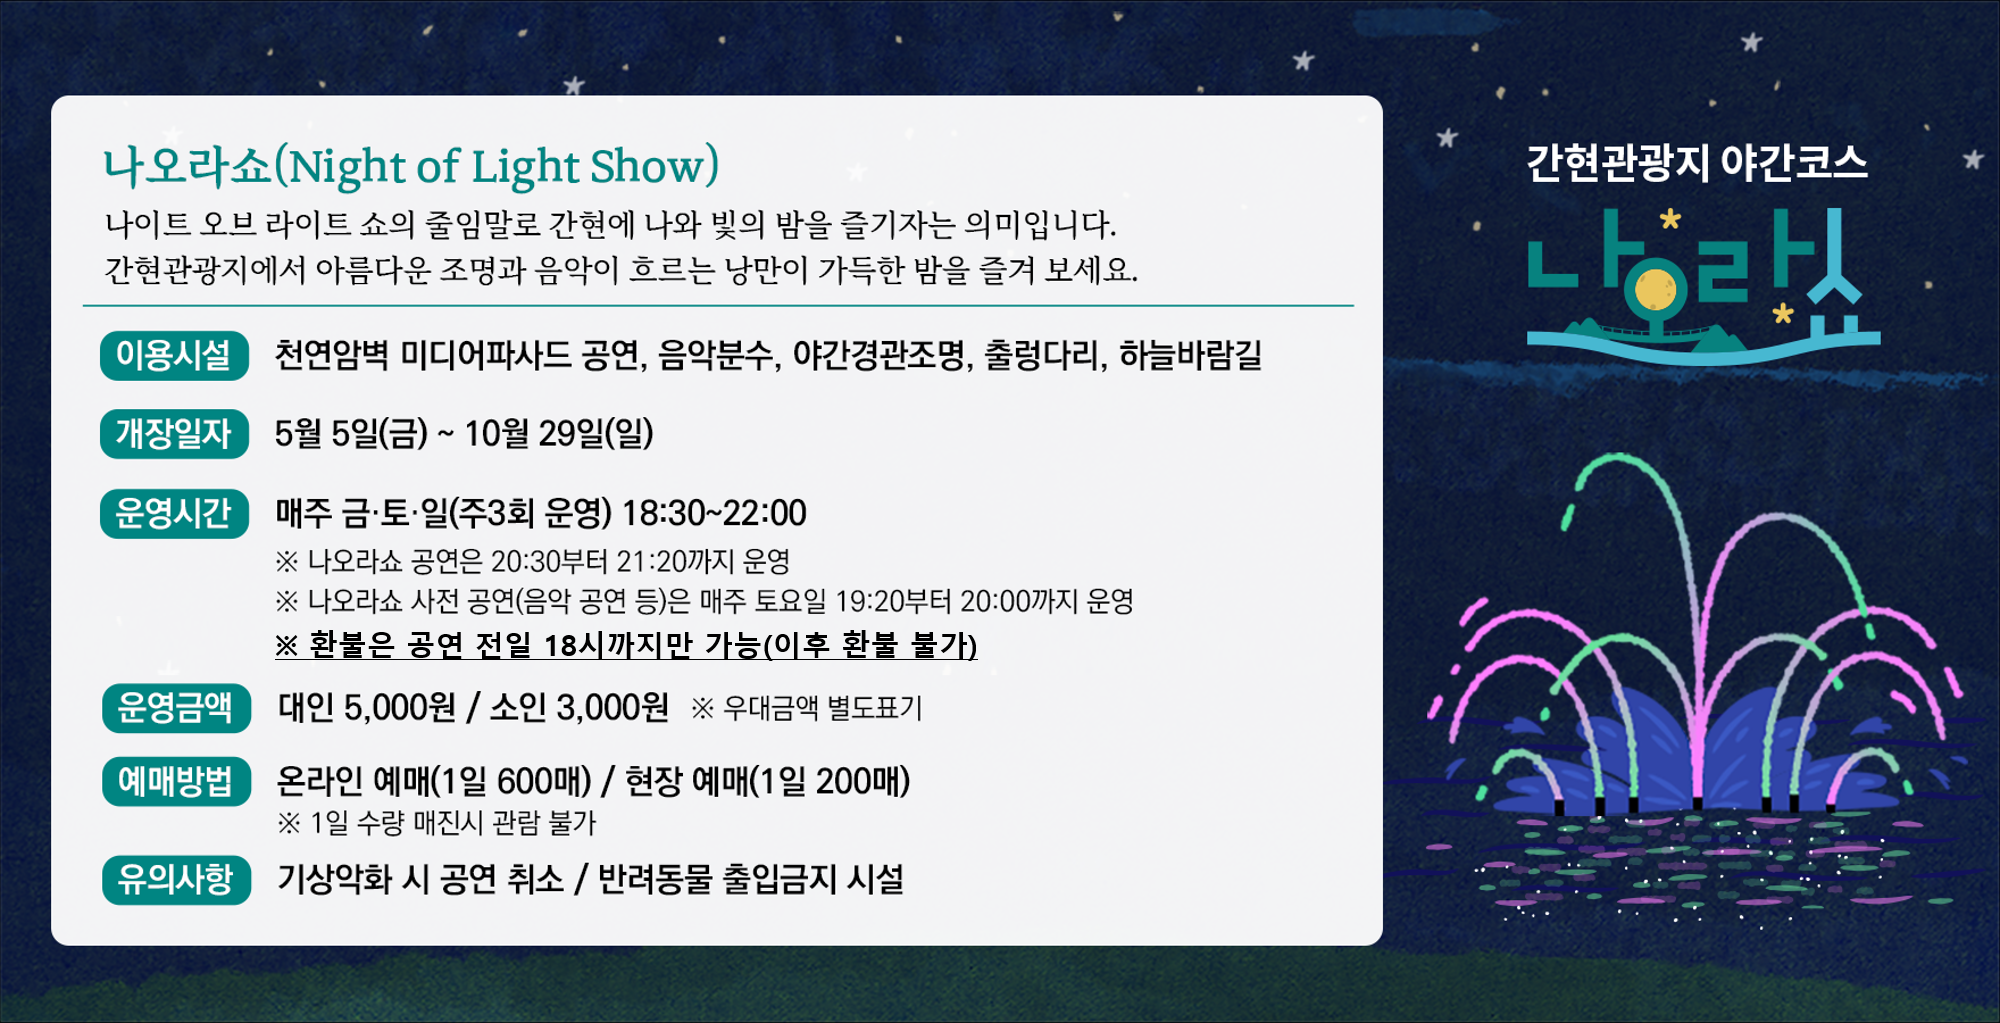 나오라쇼(Night of Light Show)
나이트 오브 라이트 쇼의 줄임말로 간현에 나와 빛의 밤을 즐기자는 의미입니다.
간현관광지에서 아름다운 조명과 음악이 흐르는 낭만이 가득한 밤을 즐겨 보세요.
이용시설 천연암벽 미디어파사드 공연, 음악분수, 야간경관조명, 출렁다리, 하늘바람길
개장일자 5월 5일(금) ~ 10월 29일(일)
운영시간 매주 금·토·일(주3회 운영) 18:30~22:00
※ 나오라쇼 공연은 20:30부터 21:20까지 운영
※ 나오라쇼 사전 공연(음악 공연 등)은 매주 토요일 19:20부터 20:00까지 운영
※ 환불은 공연 전일 18시까지만 가능(이후 환불 불가)
운영금액 대인 5,000원 / 소인 3,000원 ※ 우대금액 별도표기
예매방법 온라인 예매(1일 600매) / 현장 예매(1일 200매)
※ 1일 수량 매진시 관람 불가
유의사항 기상악화 시 공연 취소 / 반려동물 출입금지 시설
간현관광지 야간코스
나오라쇼